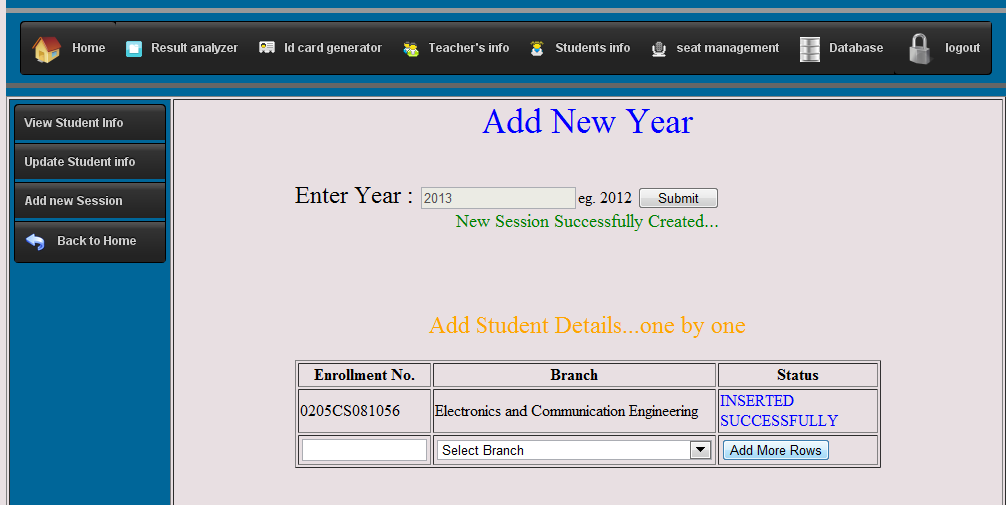 Home Result analyzer Id card generator Teacher's info Students info seat management Database logout
View Student Info
Update Student info
Add new Session
Back to Home
Add New Year
Enter Year : 2013 eg. 2012 Submit
New Session Successfully Created...
Add Student Details...one by one
Enrollment No. Branch Status
0205CS081056 Electronics and Communication Engineering INSERTED
SUCCESSFULLY
Select Branch Add More Rows